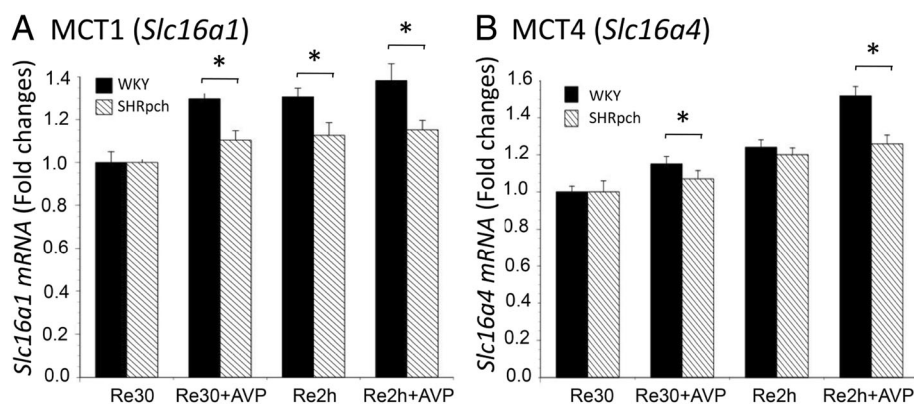 A MCT1 (Slc16a1)
Slc16a1 mRNA (Fold changes)
1.4
1.2
1.0
0.8
0.6
0.4
0.2
0.0
WKY
SHRpch
*
*
*
Re30 Re30+AVP Re2h Re2h+AVP
B MCT4 (Slc16a4)
Slc16a4 mRNA (Fold changes)
1.6
1.4
1.2
1.0
0.8
0.6
0.4
0.2
0.0
WKY
SHRpch
*
*
Re30 Re30+AVP Re2h Re2h+AVP